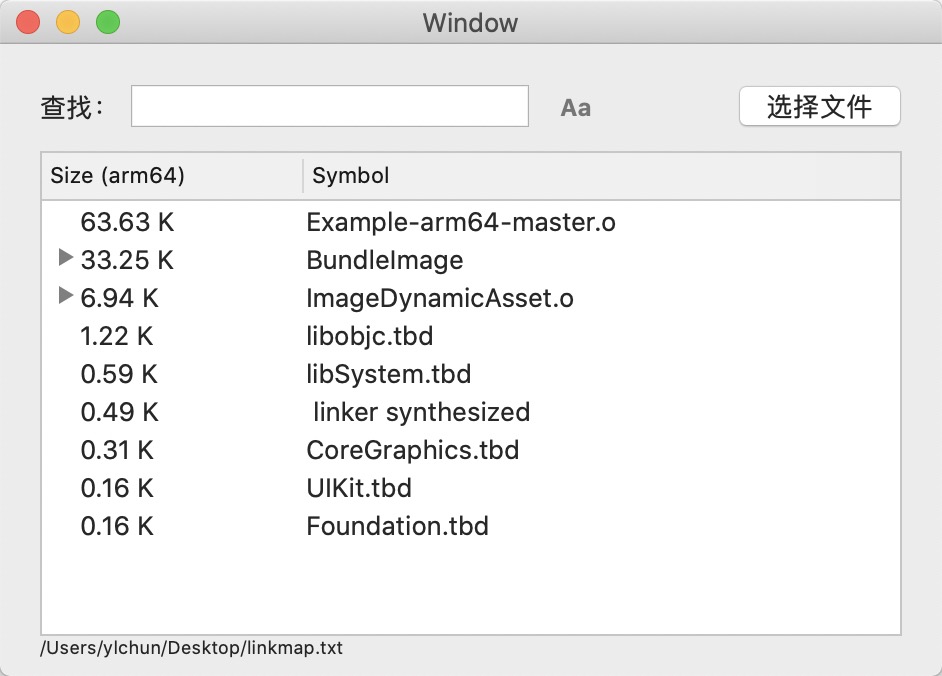 Window
查找： Aa 选择文件
Size (arm64) Symbol
63.63 K Example-arm64-master.o
33.25 K BundleImage
6.94 K ImageDynamicAsset.o
1.22 K libobjc.tbd
0.59 K libSystem.tbd
0.49 K linker synthesized
0.31 K CoreGraphics.tbd
0.16 K UIKit.tbd
0.16 K Foundation.tbd
/Users/ylchun/Desktop/linkmap.txt